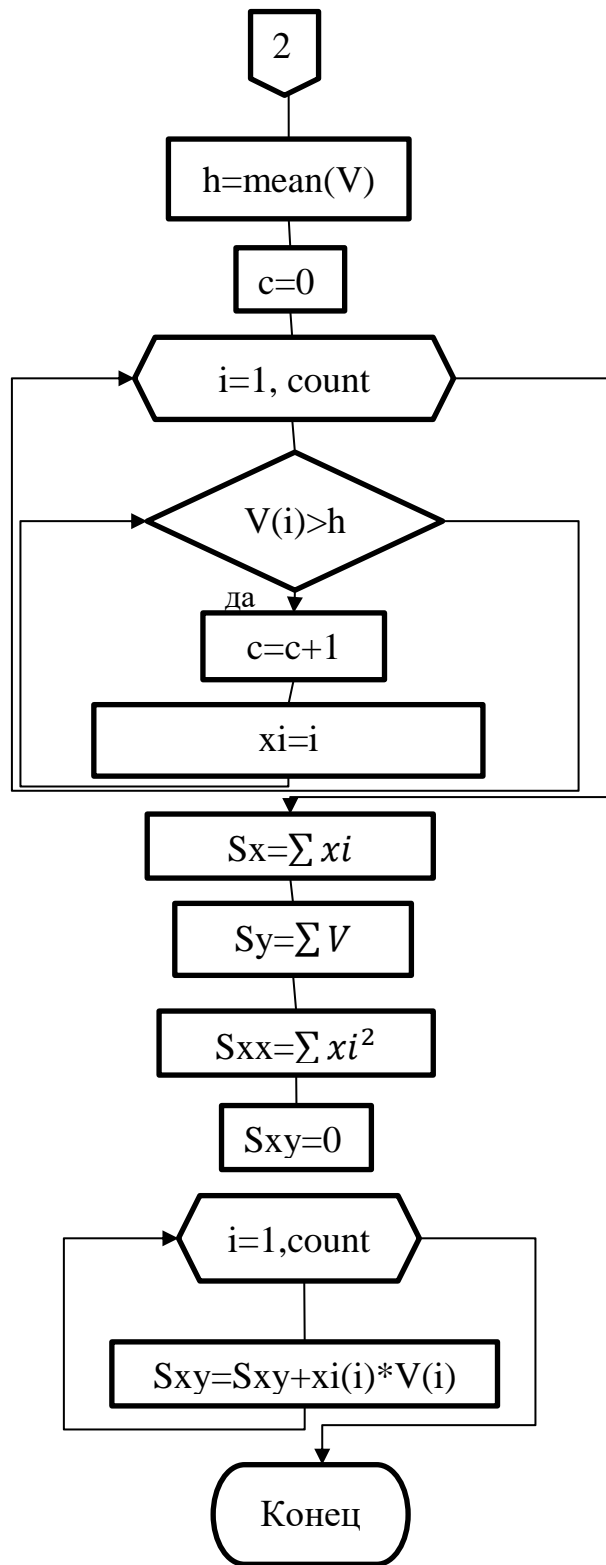 2
h=mean(V)
c=0
i=1, count
V(i)>h
да
c=c+1
xi=i
Sx=∑ 𝑥𝑖
Sy=∑ 𝑉
Sxx=∑ 𝑥𝑖²
Sxy=0
i=1,count
Sxy=Sxy+xi(i)*V(i)
Конец